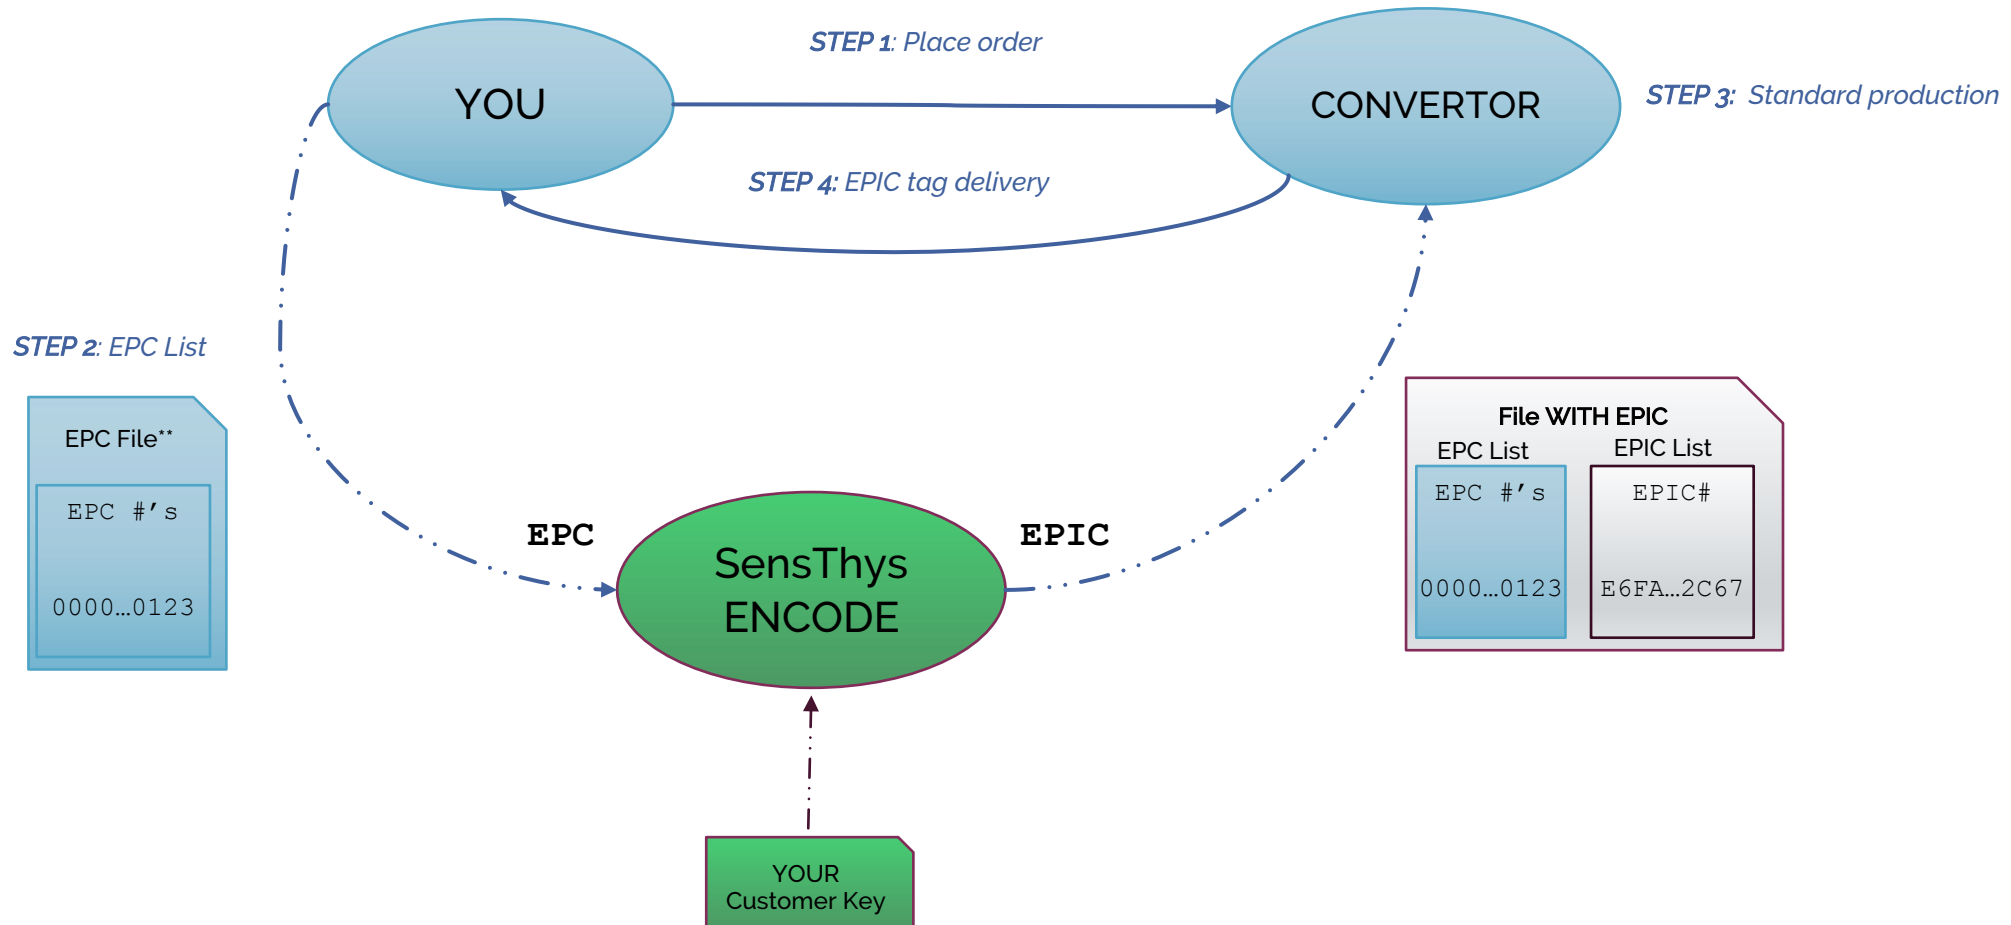 STEP 1: Place order
YOU
CONVERTOR
STEP 3: Standard production
STEP 4: EPIC tag delivery
STEP 2: EPC List
EPC File**
EPC #’s
0000…0123
EPC
SensThys
ENCODE
EPIC
File WITH EPIC
EPC List
EPIC List
EPC #’s
EPIC#
0000…0123
E6FA…2C67
YOUR
Customer Key